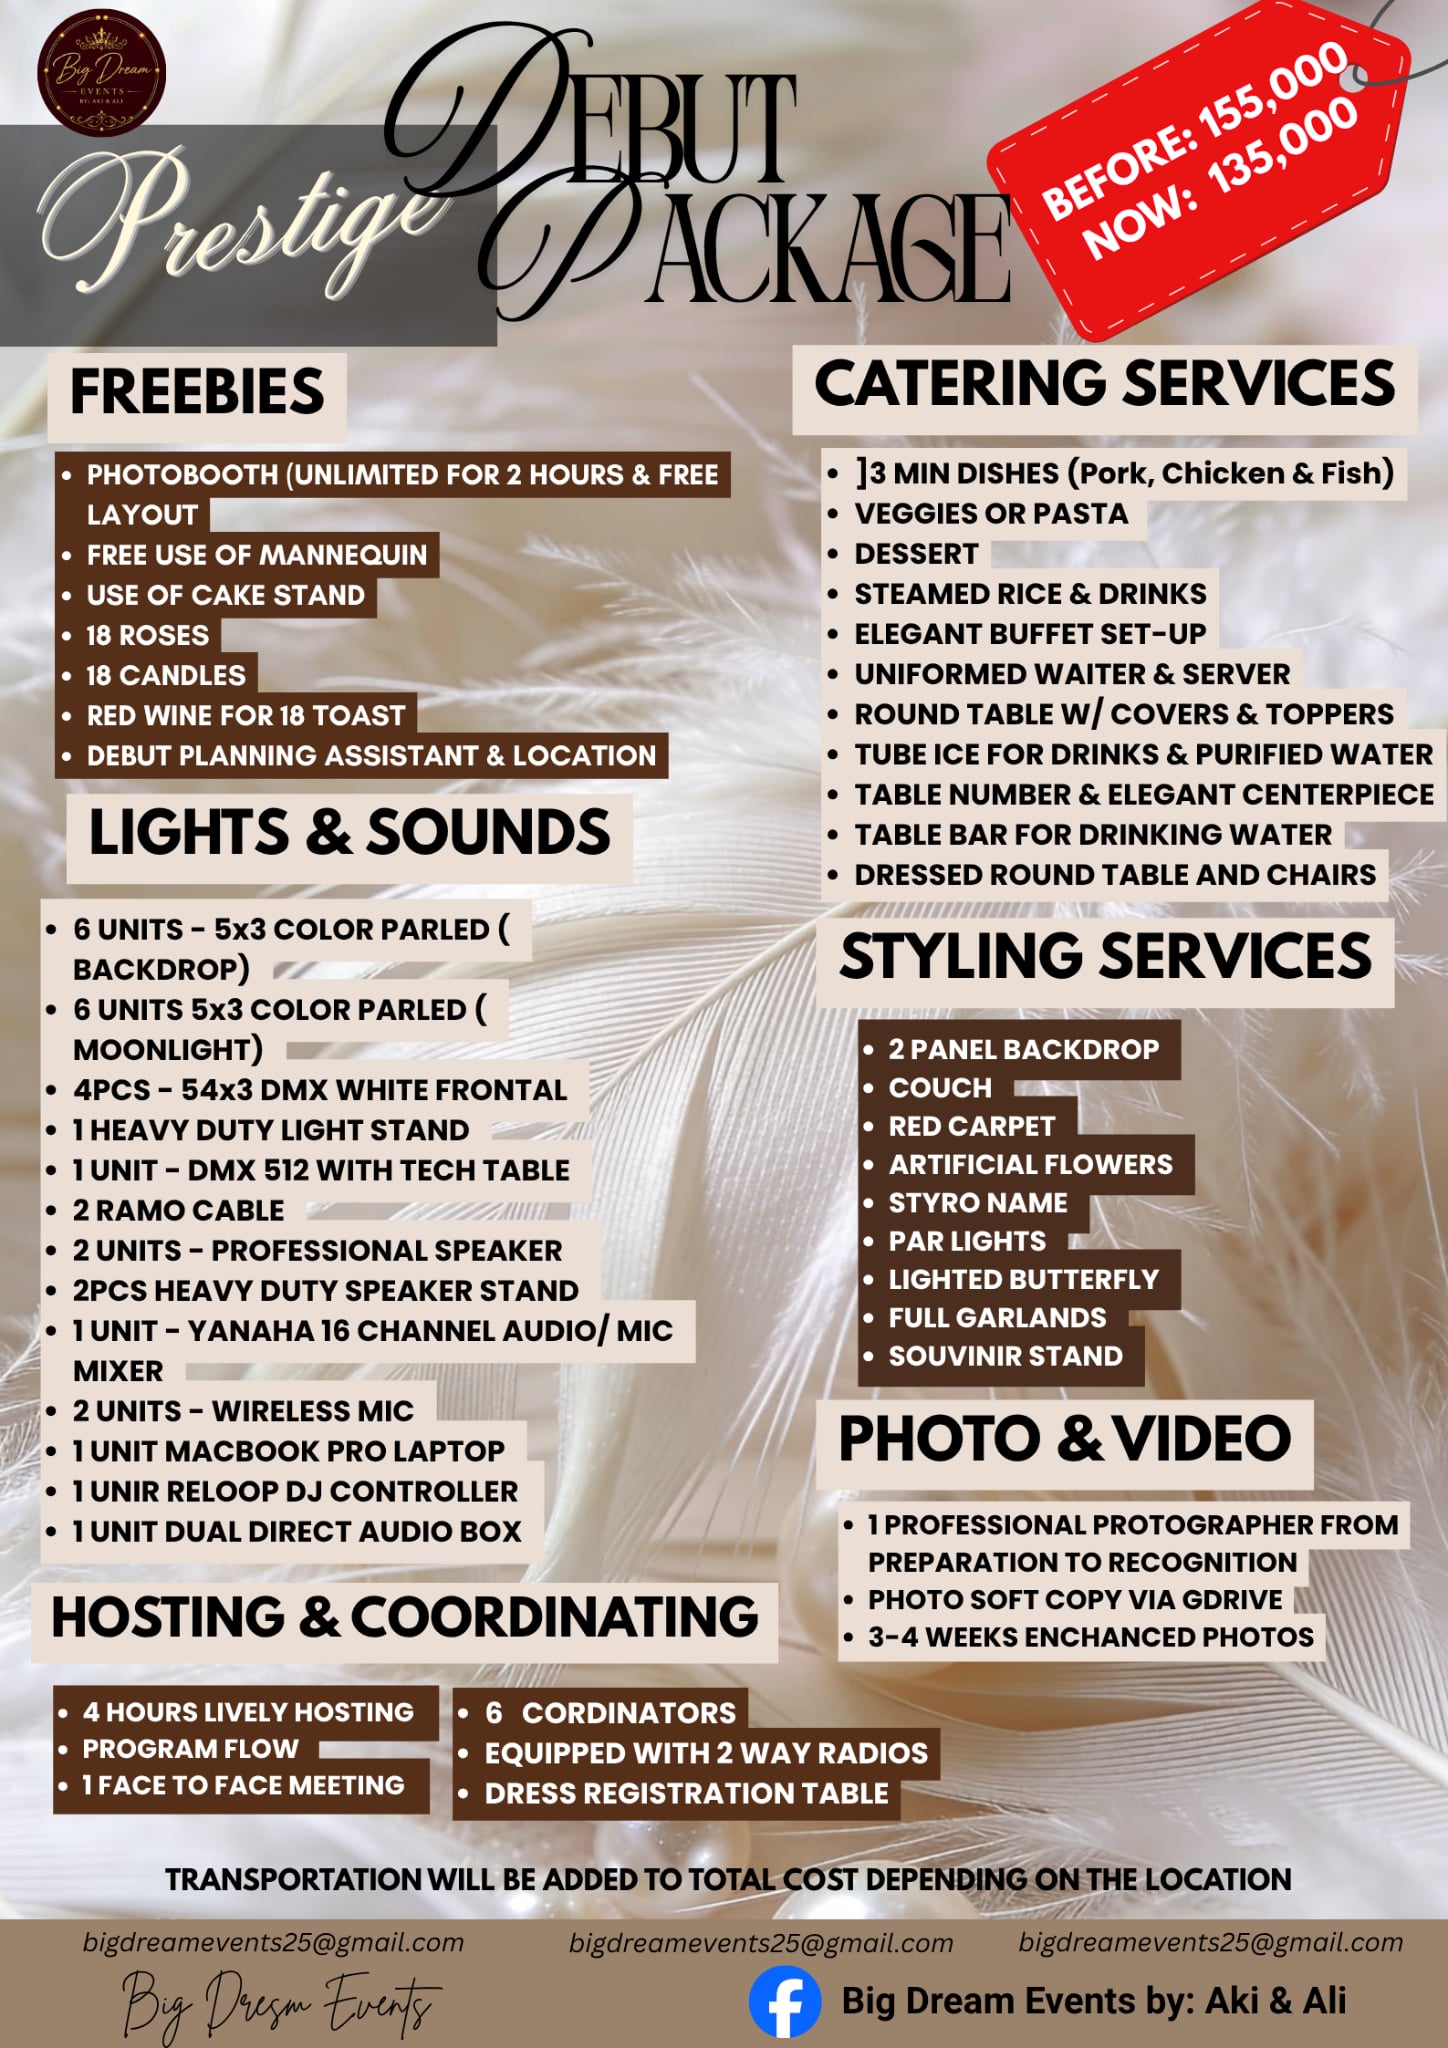 Big Dream
EVENTS
BY: AKI & ALI
Prestige
DEBUT
PACKAGE
BEFORE: 155,000
NOW: 135,000
FREEBIES
• PHOTOBOOTH (UNLIMITED FOR 2 HOURS & FREE
LAYOUT
• FREE USE OF MANNEQUIN
• USE OF CAKE STAND
• 18 ROSES
• 18 CANDLES
• RED WINE FOR 18 TOAST
• DEBUT PLANNING ASSISTANT & LOCATION
LIGHTS & SOUNDS
• 6 UNITS - 5x3 COLOR PARLED (
BACKDROP)
• 6 UNITS 5x3 COLOR PARLED (
MOONLIGHT)
• 4PCS - 54x3 DMX WHITE FRONTAL
• 1 HEAVY DUTY LIGHT STAND
• 1 UNIT - DMX 512 WITH TECH TABLE
• 2 RAMO CABLE
• 2 UNITS - PROFESSIONAL SPEAKER
• 2PCS HEAVY DUTY SPEAKER STAND
• 1 UNIT - YANAHA 16 CHANNEL AUDIO/ MIC
MIXER
• 2 UNITS - WIRELESS MIC
• 1 UNIT MACBOOK PRO LAPTOP
• 1 UNIR RELOOP DJ CONTROLLER
• 1 UNIT DUAL DIRECT AUDIO BOX
HOSTING & COORDINATING
• 4 HOURS LIVELY HOSTING
• PROGRAM FLOW
• 1 FACE TO FACE MEETING
• 6 CORDINATORS
• EQUIPPED WITH 2 WAY RADIOS
• DRESS REGISTRATION TABLE
CATERING SERVICES
• ]3 MIN DISHES (Pork, Chicken & Fish)
• VEGGIES OR PASTA
• DESSERT
• STEAMED RICE & DRINKS
• ELEGANT BUFFET SET-UP
• UNIFORMED WAITER & SERVER
• ROUND TABLE W/ COVERS & TOPPERS
• TUBE ICE FOR DRINKS & PURIFIED WATER
• TABLE NUMBER & ELEGANT CENTERPIECE
• TABLE BAR FOR DRINKING WATER
• DRESSED ROUND TABLE AND CHAIRS
STYLING SERVICES
• 2 PANEL BACKDROP
• COUCH
• RED CARPET
• ARTIFICIAL FLOWERS
• STYRO NAME
• PAR LIGHTS
• LIGHTED BUTTERFLY
• FULL GARLANDS
• SOUVINIR STAND
PHOTO & VIDEO
• 1 PROFESSIONAL PROTOGRAPHER FROM
PREPARATION TO RECOGNITION
• PHOTO SOFT COPY VIA GDRIVE
• 3-4 WEEKS ENCHANCED PHOTOS
TRANSPORTATION WILL BE ADDED TO TOTAL COST DEPENDING ON THE LOCATION
bigdreamevents25@gmail.com
bigdreamevents25@gmail.com
bigdreamevents25@gmail.com
Big Dresm Events
Big Dream Events by: Aki & Ali